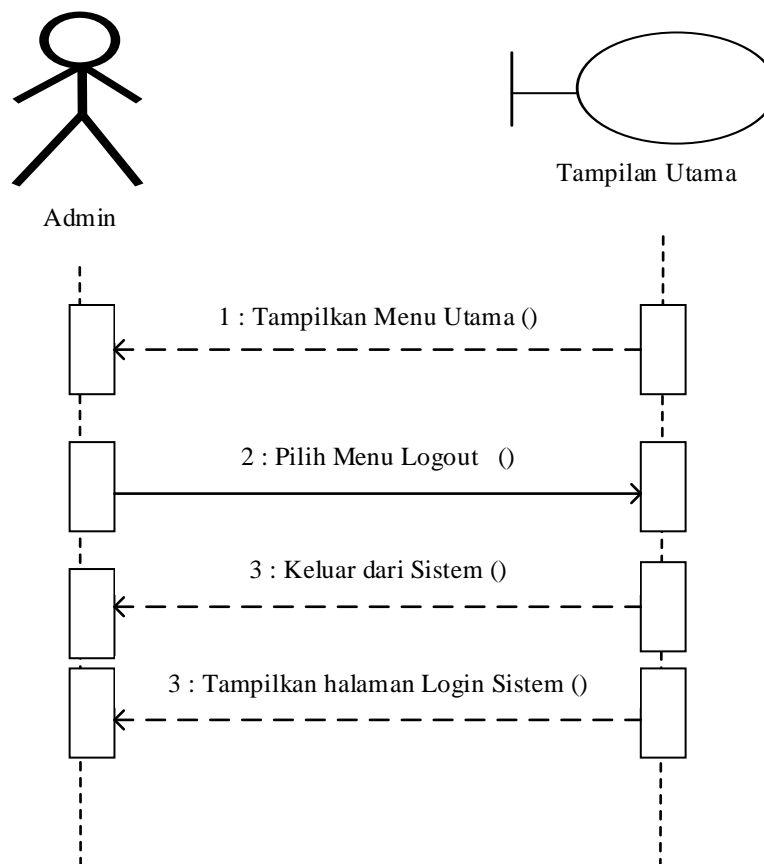 Tampilan Utama
Admin
1 : Tampilkan Menu Utama ()
2 : Pilih Menu Logout ()
3 : Keluar dari Sistem ()
3 : Tampilkan halaman Login Sistem ()